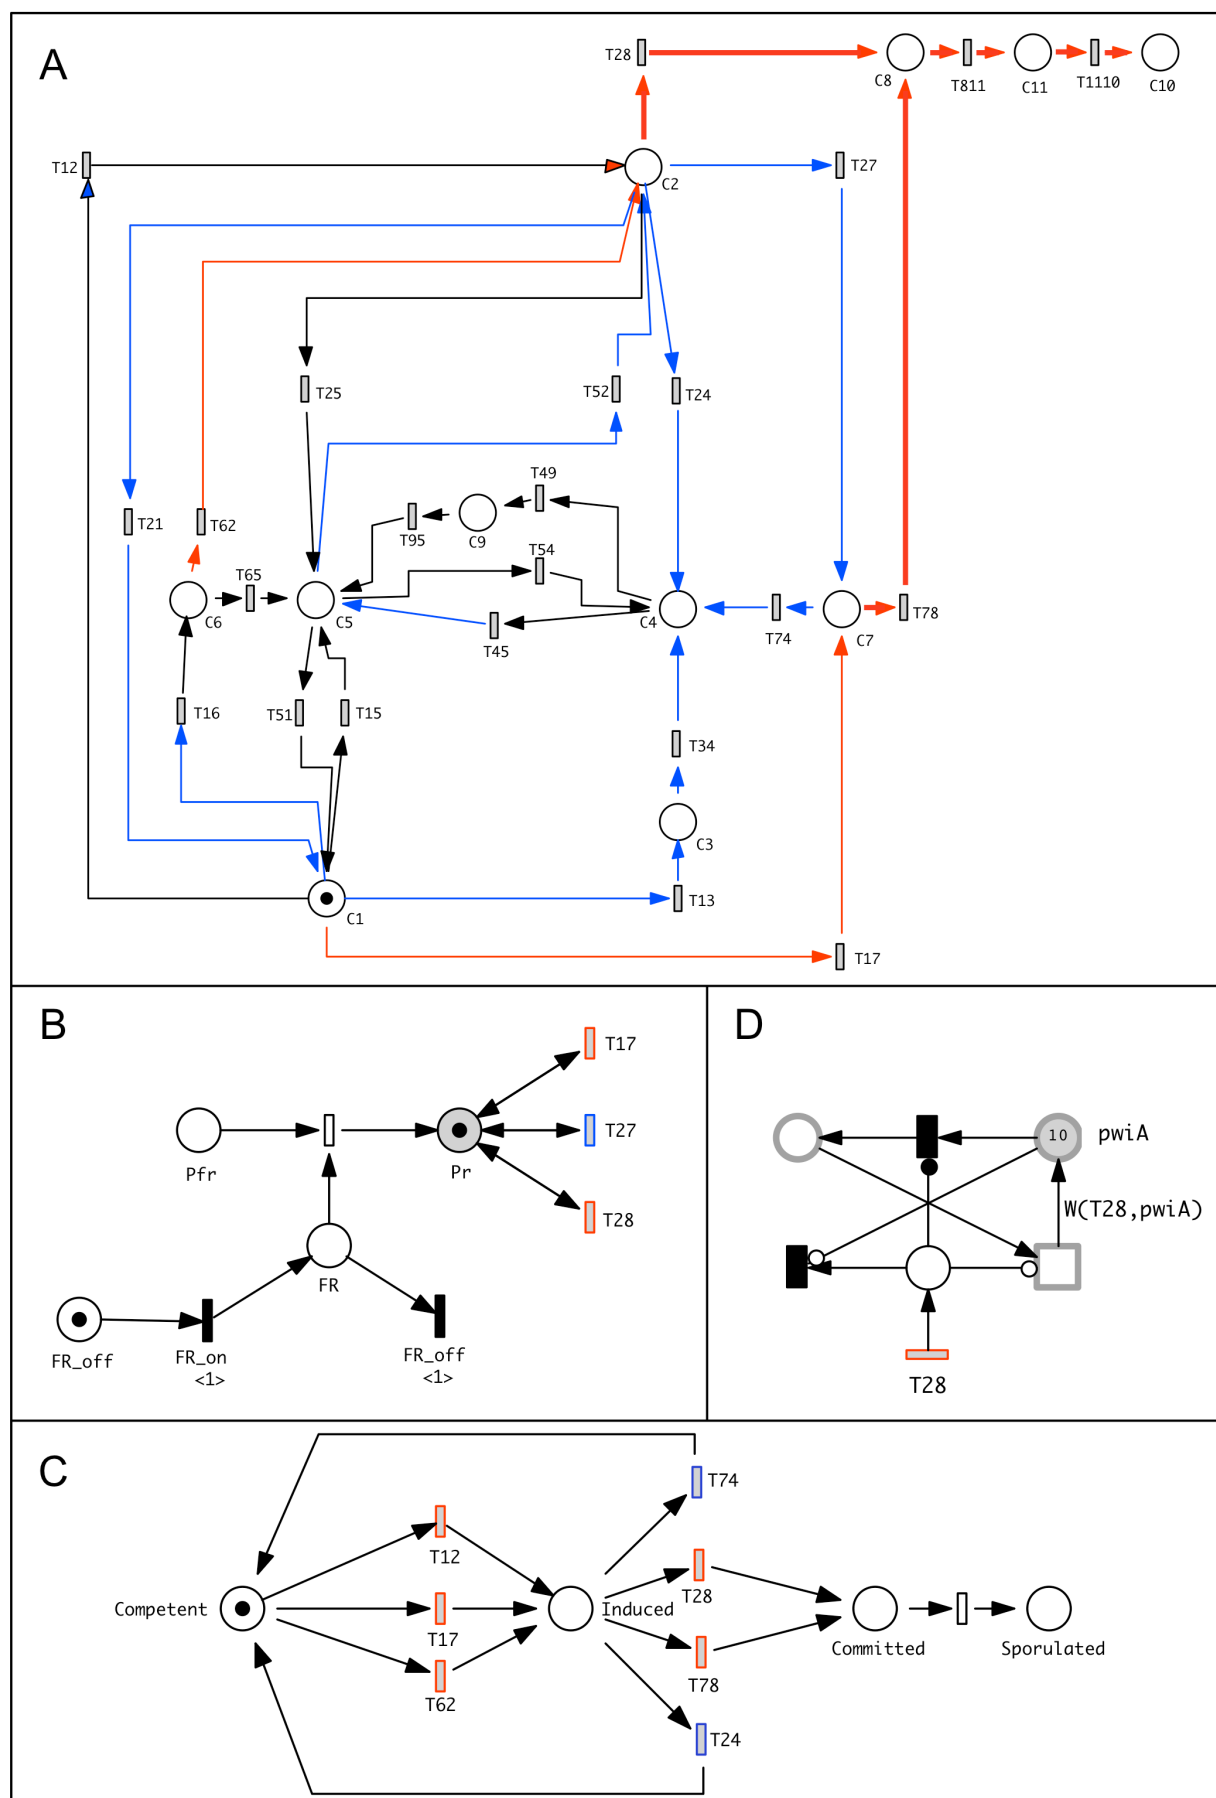 A
T28
C8
T811
C11
T1110
C10
T12
C2
T27
T25
T52
T24
T49
T21
T62
T95
C9
T54
T65
C6
C5
C4
T74
C7
T78
T45
T16
T51
T15
T34
C3
C1
T13
T17
B
T17
Pfr
Pr
T27
T28
FR
FR_off
FR_on
<1>
FR_off
<1>
D
10
pwiA
W(T28,pwiA)
T28
C
T74
T12
T28
Competent
T17
Induced
Committed
Sporulated
T62
T78
T24